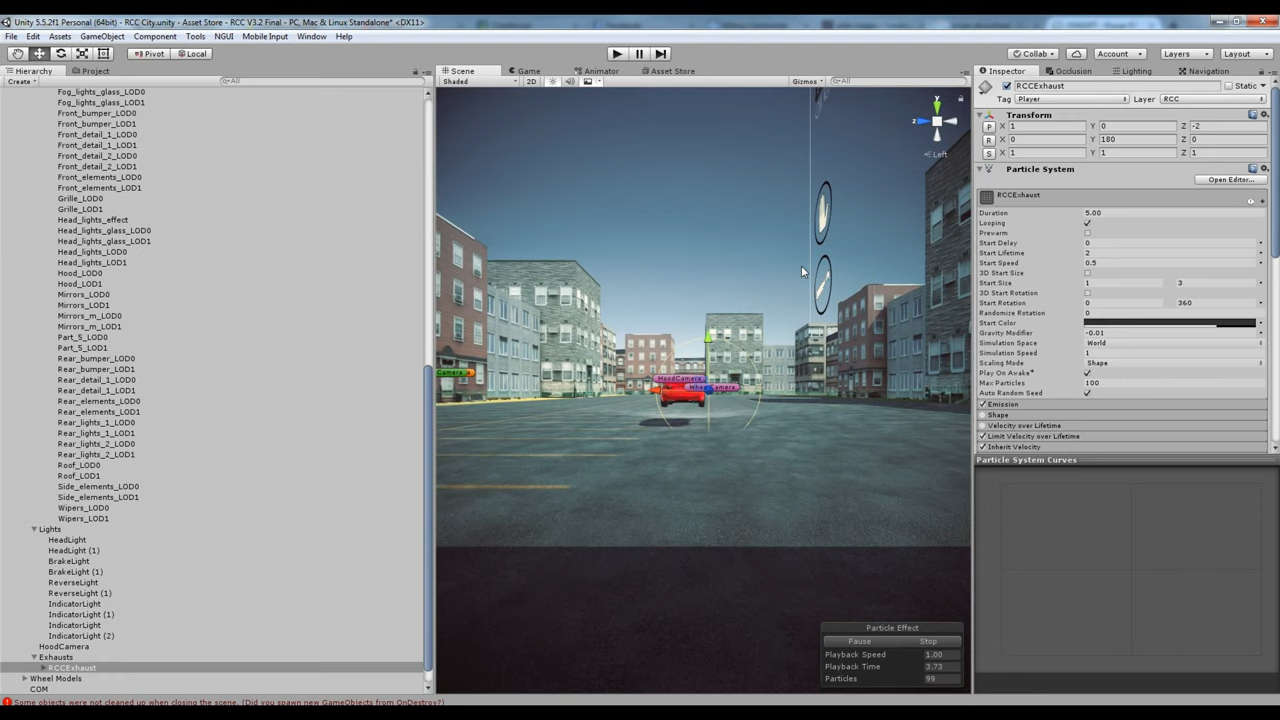 Unity 5.5.2f1 Personal (64bit) - RCC City.unity - Asset Store - RCC V3.2 Final - PC, Mac & Linux Standalone* <DX11>
File Edit Assets GameObject Component Tools NGUI Mobile Input Window Help
Pivot Local Collab Account Layers Layout
Hierarchy Project
Create All
Fog_lights_glass_LOD0
Fog_lights_glass_LOD1
Front_bumper_LOD0
Front_bumper_LOD1
Front_detail_1_LOD0
Front_detail_1_LOD1
Front_detail_2_LOD0
Front_detail_2_LOD1
Front_elements_LOD0
Front_elements_LOD1
Grille_LOD0
Grille_LOD1
Head_lights_effect
Head_lights_glass_LOD0
Head_lights_glass_LOD1
Head_lights_LOD0
Head_lights_LOD1
Hood_LOD0
Hood_LOD1
Mirrors_LOD0
Mirrors_LOD1
Mirrors_m_LOD0
Mirrors_m_LOD1
Part_5_LOD0
Part_5_LOD1
Rear_bumper_LOD0
Rear_bumper_LOD1
Rear_detail_1_LOD0
Rear_detail_1_LOD1
Rear_elements_LOD0
Rear_elements_LOD1
Rear_lights_1_LOD0
Rear_lights_1_LOD1
Rear_lights_2_LOD0
Rear_lights_2_LOD1
Roof_LOD0
Roof_LOD1
Side_elements_LOD0
Side_elements_LOD1
Wipers_LOD0
Wipers_LOD1
Lights
HeadLight
HeadLight (1)
BrakeLight
BrakeLight (1)
ReverseLight
ReverseLight (1)
IndicatorLight
IndicatorLight (1)
IndicatorLight
IndicatorLight (2)
HoodCamera
Exhausts
RCCExhaust
Wheel Models
COM
Some objects were not cleaned up when closing the scene. (Did you spawn new GameObjects from OnDestroy?)
Scene Game Animator Asset Store
Shaded 2D Gizmos All
y
z
Left
HoodCamera
Camera
Particle Effect
Pause Stop
Playback Speed 1.00
Playback Time 3.73
Particles 99
Inspector Occlusion Lighting Navigation
RCCExhaust Static
Tag Player Layer RCC
Transform
P X 1 Y 0 Z -2
R X 0 Y 180 Z 0
S X 1 Y 1 Z 1
Particle System
Open Editor...
RCCExhaust
Duration 5.00
Looping
Prewarm
Start Delay 0
Start Lifetime 2
Start Speed 0.5
3D Start Size
Start Size 1 3
3D Start Rotation
Start Rotation 0 360
Randomize Rotation 0
Start Color
Gravity Modifier -0.01
Simulation Space World
Simulation Speed 1
Scaling Mode Shape
Play On Awake*
Max Particles 100
Auto Random Seed
Emission
Shape
Velocity over Lifetime
Limit Velocity over Lifetime
Inherit Velocity
Particle System Curves